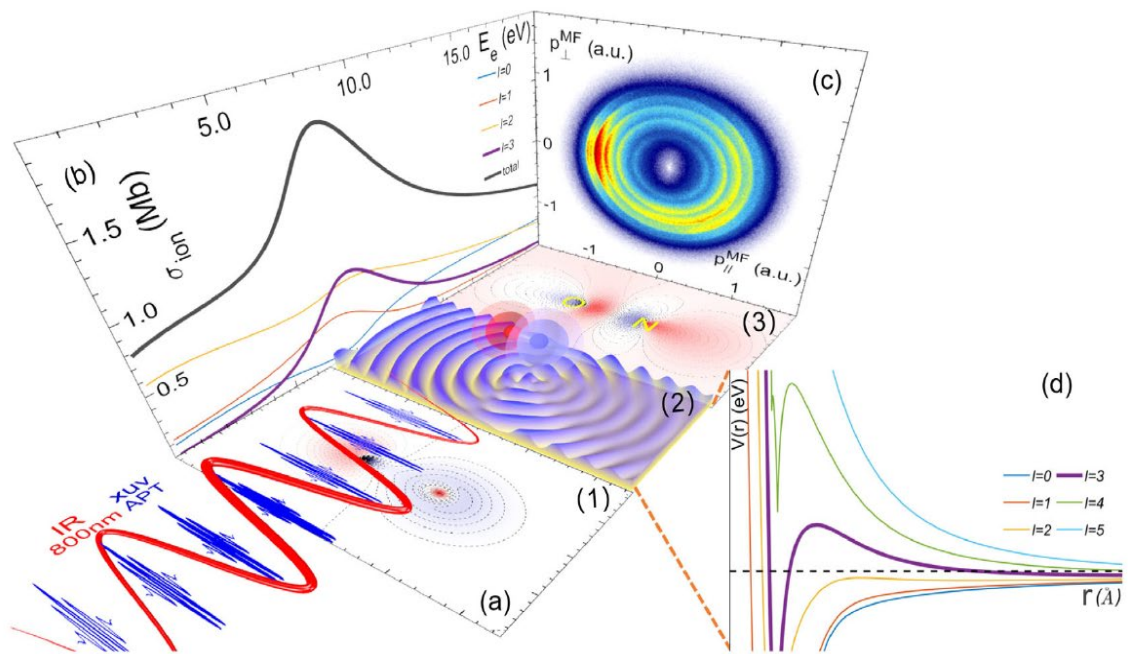 (b)
σion (Mb)
0.5
1.0
1.5
5.0
10.0
15.0
E_e (eV)
l=0
l=1
l=2
l=3
total
(c)
p⊥^MF (a.u.)
1
0
-1
-1
0
1
p∥^MF (a.u.)
(3)
O
N
(2)
(1)
IR
800nm
XUV
APT
(a)
(d)
V(r) (eV)
l=0 l=3
l=1 l=4
l=2 l=5
r(Å)